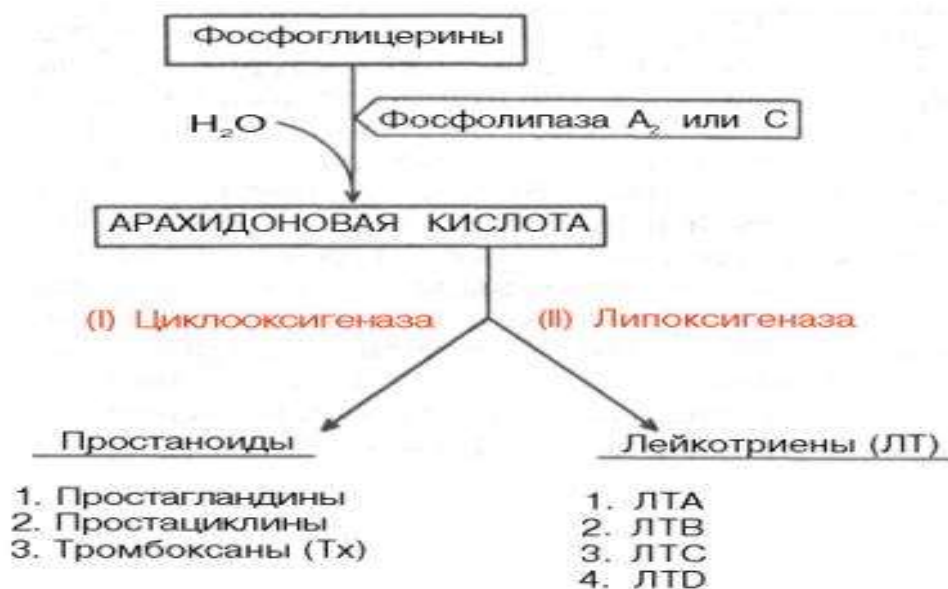 Фосфоглицерины
H₂O
Фосфолипаза A₂ или C
АРАХИДОНОВАЯ КИСЛОТА
(I) Циклооксигеназа
(II) Липоксигеназа
Простаноиды
1. Простагландины
2. Простациклины
3. Тромбоксаны (Тх)
Лейкотриены (ЛТ)
1. ЛТА
2. ЛТВ
3. ЛТС
4. ЛТD